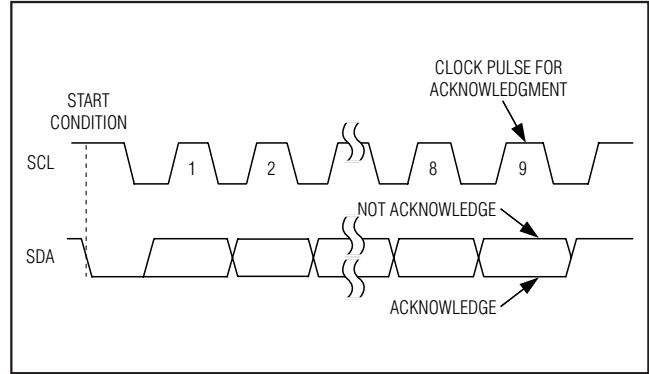 CLOCK PULSE FOR
ACKNOWLEDGMENT
START
CONDITION
SCL
1
2
8
9
NOT ACKNOWLEDGE
SDA
ACKNOWLEDGE